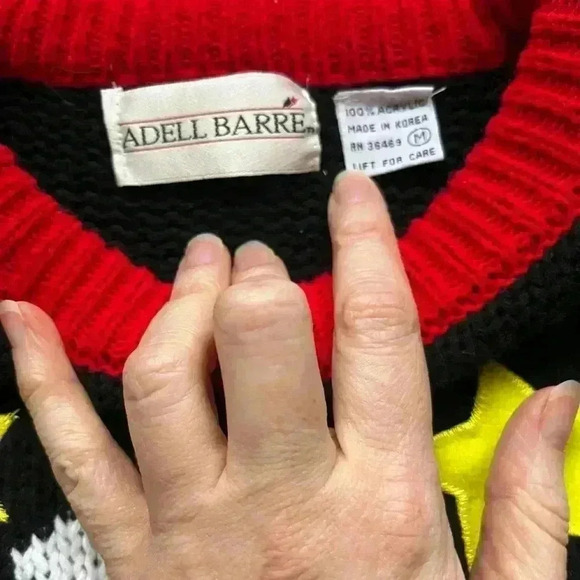 ADELL BARRE
100% ACRYLIC
MADE IN KOREA
RN 36469 M
LIFT FOR CARE